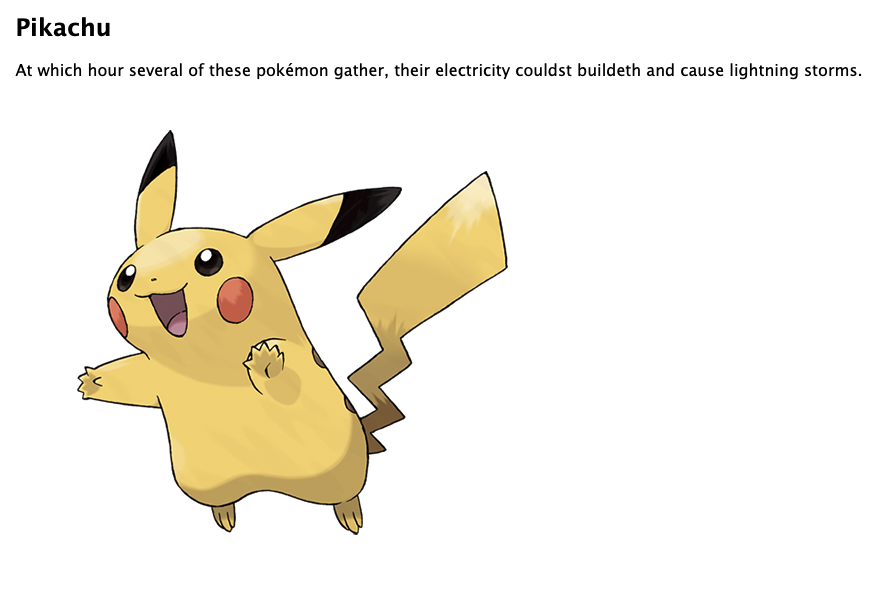 Pikachu
At which hour several of these pokémon gather, their electricity couldst buildeth and cause lightning storms.